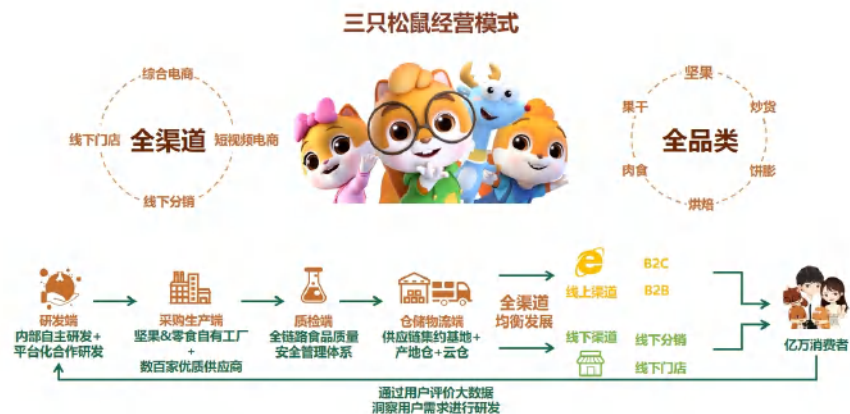 三只松鼠经营模式
综合电商
线下门店
全渠道
短视频电商
线下分销
坚果
果干
炒货
全品类
肉食
饼膨
烘焙
研发端
内部自主研发+
平台化合作研发
采购生产端
坚果&零食自有工厂
+
数百家优质供应商
质检端
全链路食品质量
安全管理体系
仓储物流端
供应链集约基地+
产地仓+云仓
全渠道
均衡发展
线上渠道
B2C
B2B
线下渠道
线下分销
线下门店
亿万消费者
通过用户评价大数据
洞察用户需求进行研发